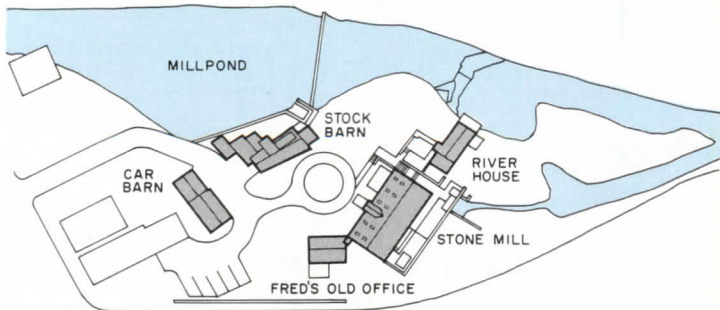 MILLPOND
STOCK
BARN
CAR
BARN
RIVER
HOUSE
STONE MILL
FRED'S OLD OFFICE